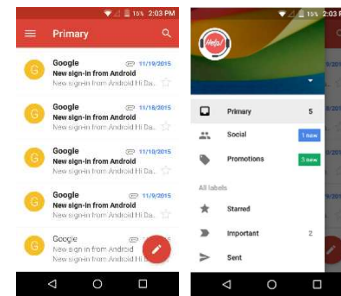 15% 2:03 PM
Primary
Google 11/19/2015
New sign-in from Android
New sign-in from Android Hi Da...
Google 11/18/2015
New sign-in from Android
New sign-in from Android Hi Da...
Google 11/10/2015
New sign-in from Android
New sign-in from Android Hi Da...
Google 11/9/2015
New sign-in from Android
New sign-in from Android Hi Da...
Google
New sign in from Android
New sign-in from Android Hi
15% 2:03 PM
Help!
Primary 5
Social 1 new
Promotions 3 new
All labels
Starred
Important 2
Sent